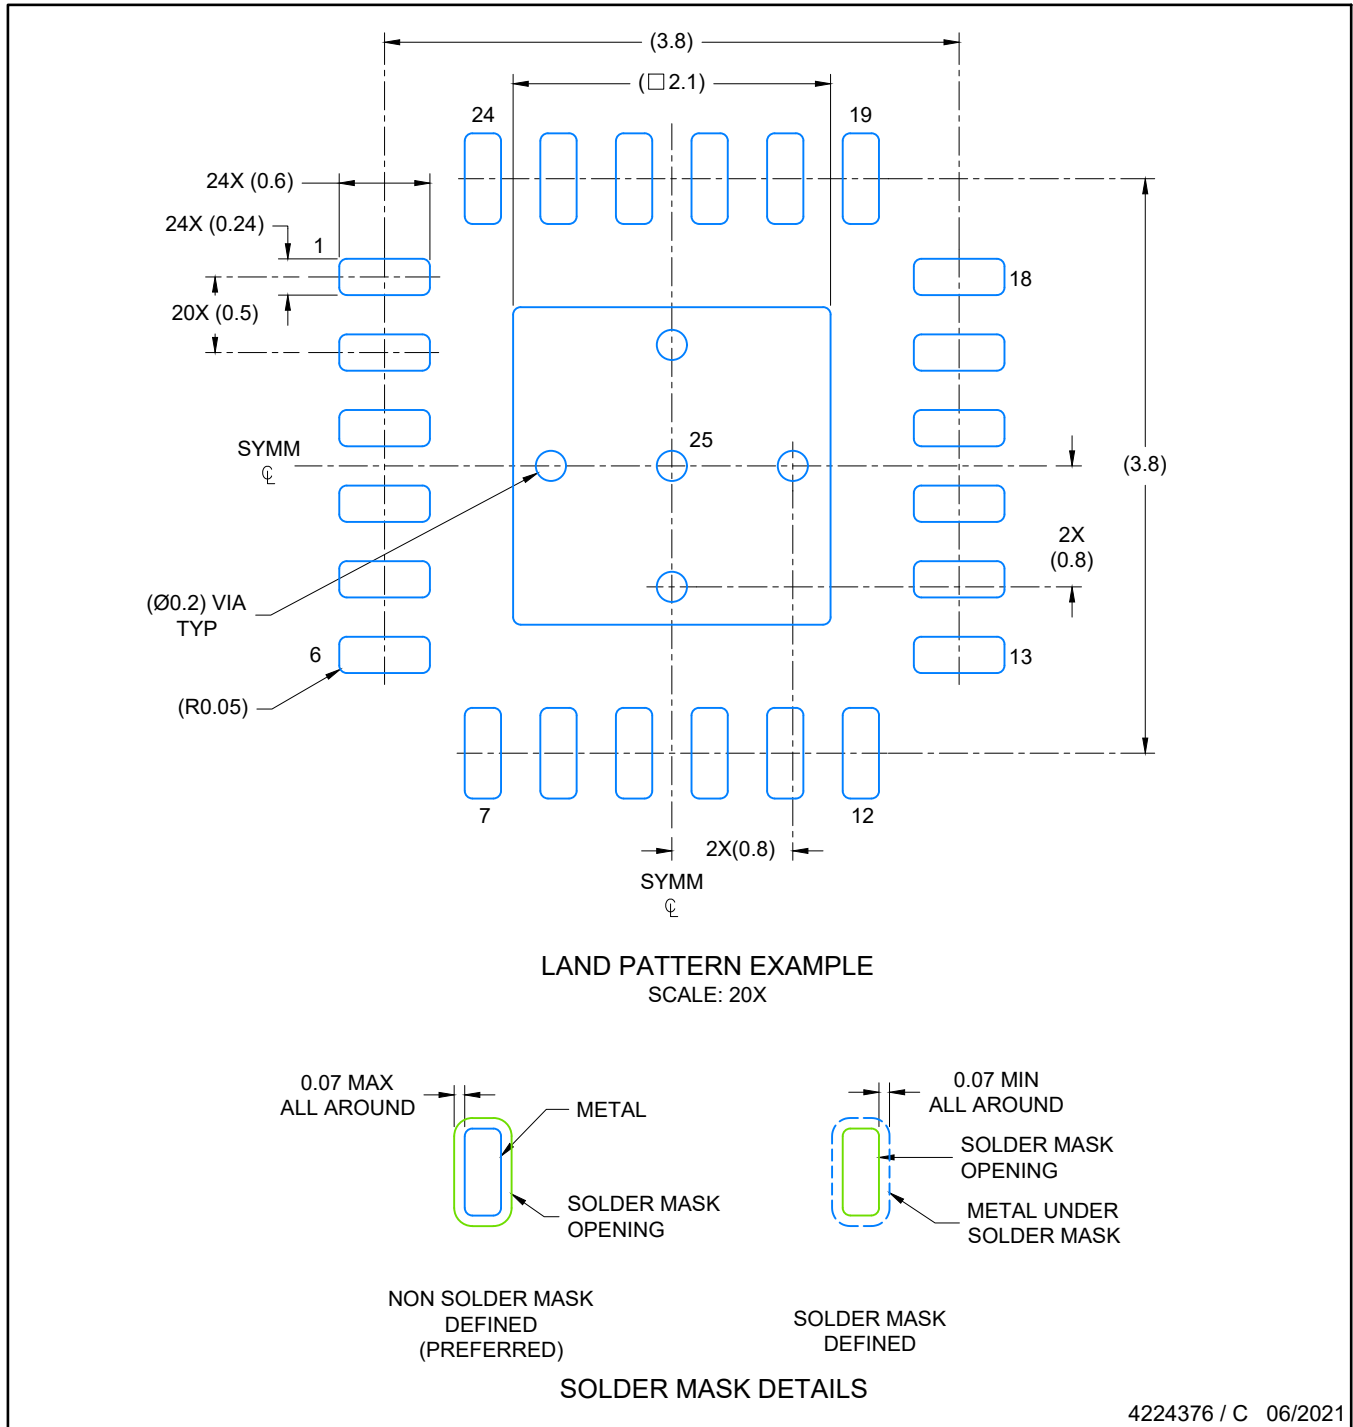 (3.8)
(□2.1)
24
19
24X (0.6)
24X (0.24)
1
18
20X (0.5)
SYMM
℄
25
(3.8)
2X
(0.8)
(Ø0.2) VIA
TYP
6
13
(R0.05)
7
12
2X(0.8)
SYMM
℄
LAND PATTERN EXAMPLE
SCALE: 20X
0.07 MAX
ALL AROUND
METAL
SOLDER MASK
OPENING
NON SOLDER MASK
DEFINED
(PREFERRED)
0.07 MIN
ALL AROUND
SOLDER MASK
OPENING
METAL UNDER
SOLDER MASK
SOLDER MASK
DEFINED
SOLDER MASK DETAILS
4224376 / C 06/2021